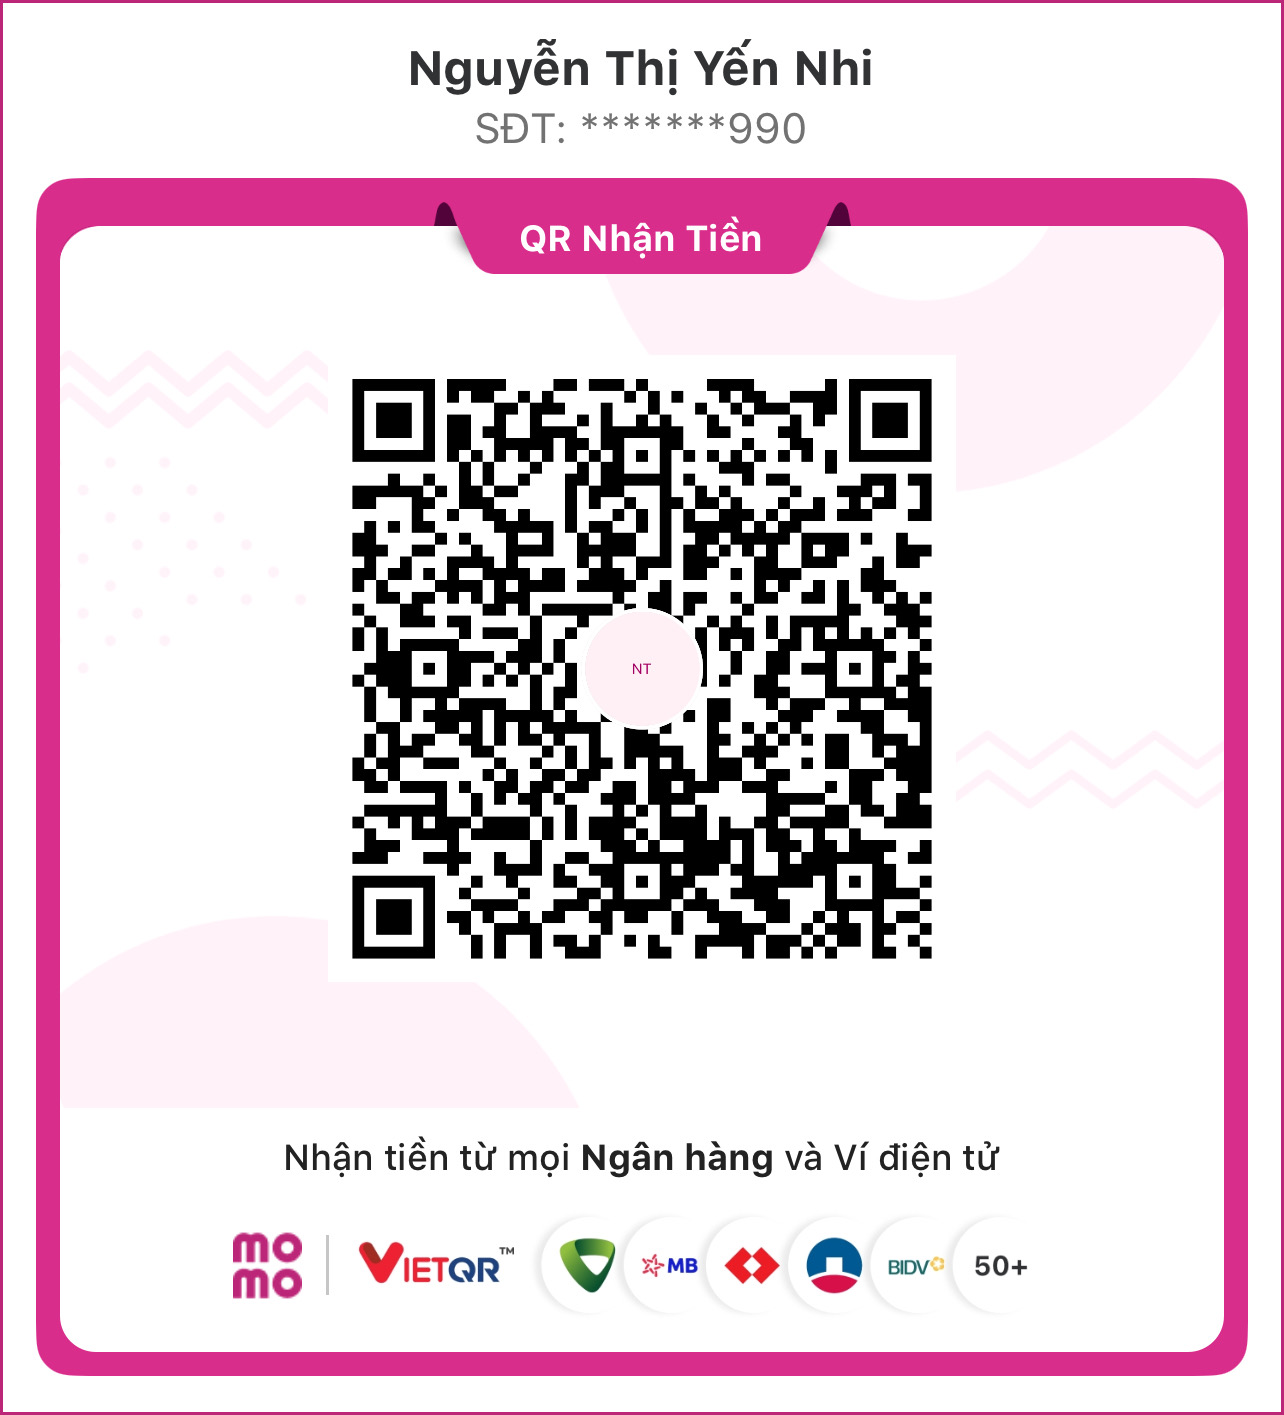 Nguyễn Thị Yến Nhi
SĐT: *******990
QR Nhận Tiền
NT
Nhận tiền từ mọi Ngân hàng và Ví điện tử
mo
mo
VIETQR™
MB
BIDV
50+